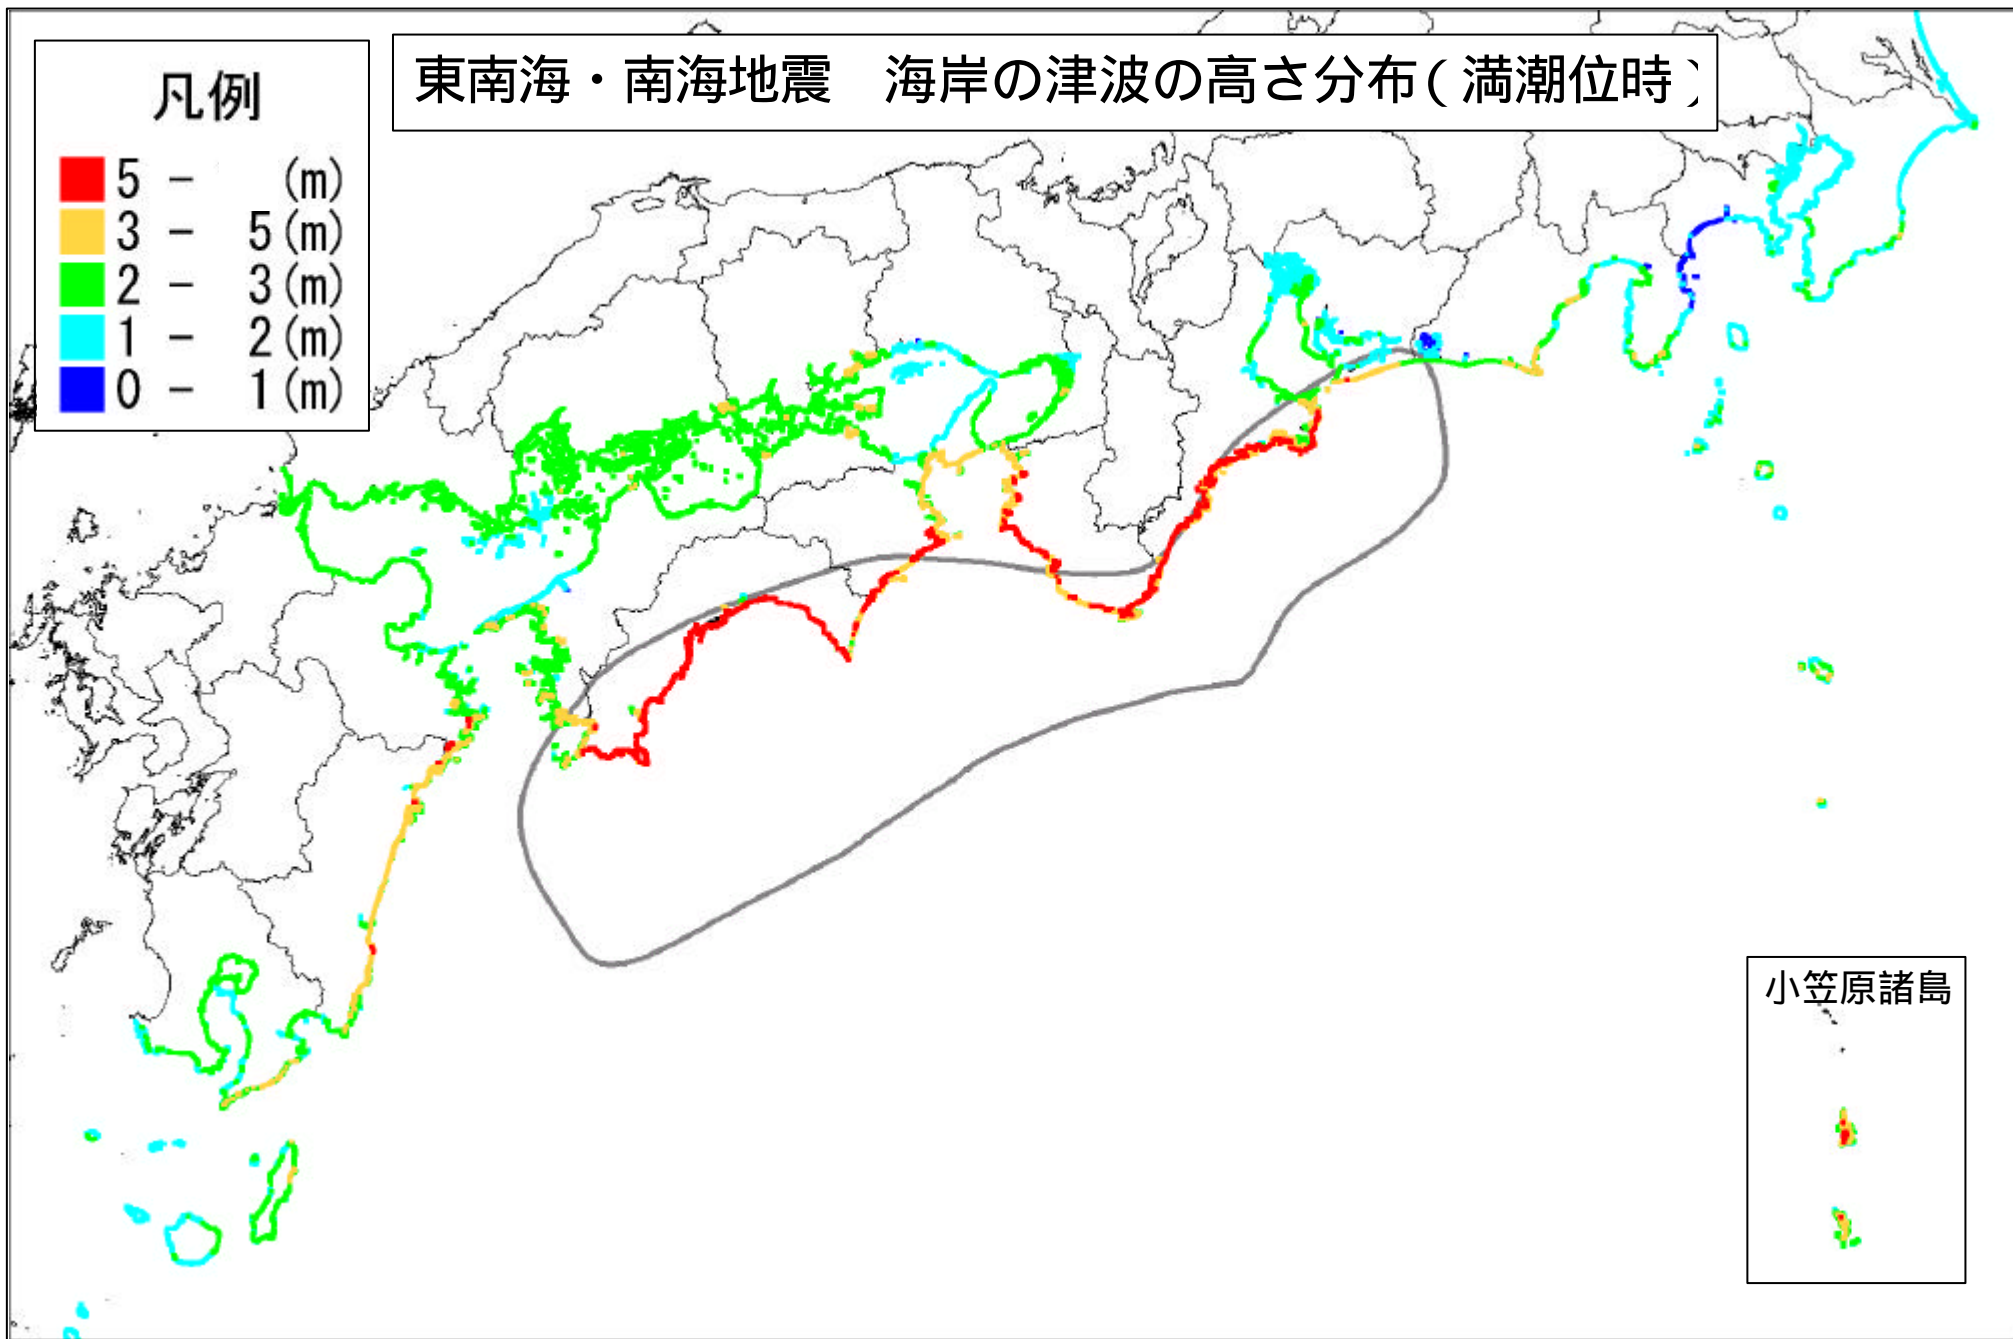 東南海・南海地震　海岸の津波の高さ分布(満潮位時)
凡例
5 -　　(m)
3 -　5(m)
2 -　3(m)
1 -　2(m)
0 -　1(m)
小笠原諸島